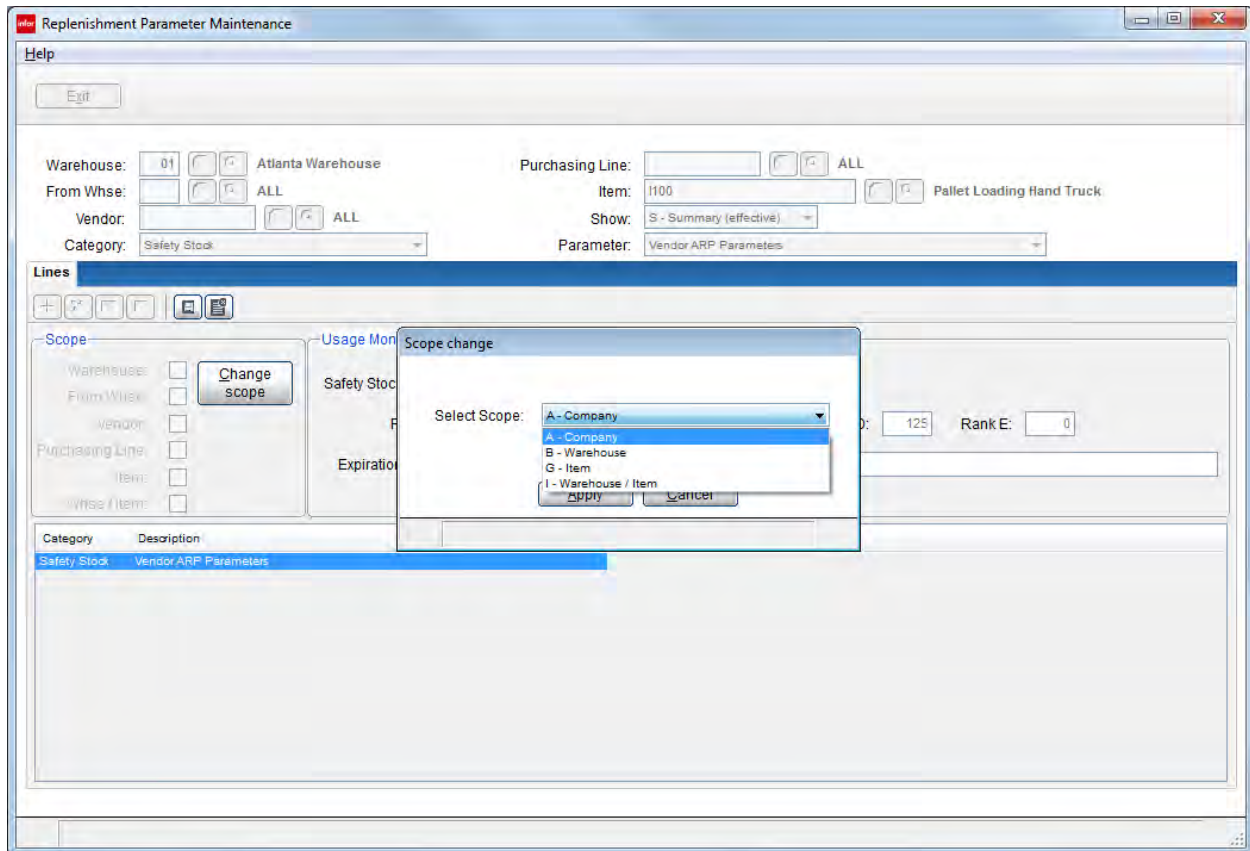 infor Replenishment Parameter Maintenance
Help
Exit
Warehouse: 01 Atlanta Warehouse Purchasing Line: ALL
From Whse: ALL Item: I100 Pallet Loading Hand Truck
Vendor: ALL Show: S - Summary (effective)
Category: Safety Stock Parameter: Vendor ARP Parameters
Lines
Scope
Warehouse:
From Whse:
Vendor:
Purchasing Line:
Item:
Whse / Item:
Change scope
Usage Mon
Safety Stoc
R
D: 125 Rank E: 0
Expiration
Scope change
Select Scope: A - Company
A - Company
B - Warehouse
G - Item
I - Warehouse / Item
Apply Cancel
Category Description
Safety Stock Vendor ARP Parameters